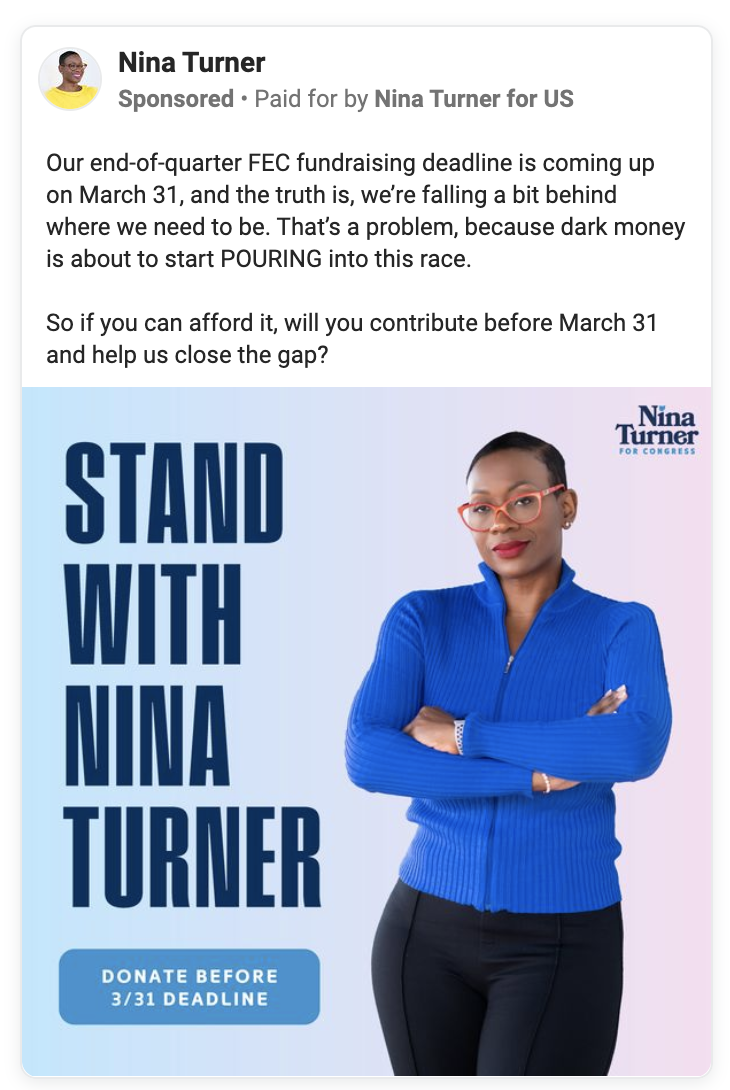 Nina Turner
Sponsored • Paid for by Nina Turner for US
Our end-of-quarter FEC fundraising deadline is coming up
on March 31, and the truth is, we’re falling a bit behind
where we need to be. That’s a problem, because dark money
is about to start POURING into this race.
So if you can afford it, will you contribute before March 31
and help us close the gap?
Nina
Turner
FOR CONGRESS
STAND
WITH
NINA
TURNER
DONATE BEFORE
3/31 DEADLINE